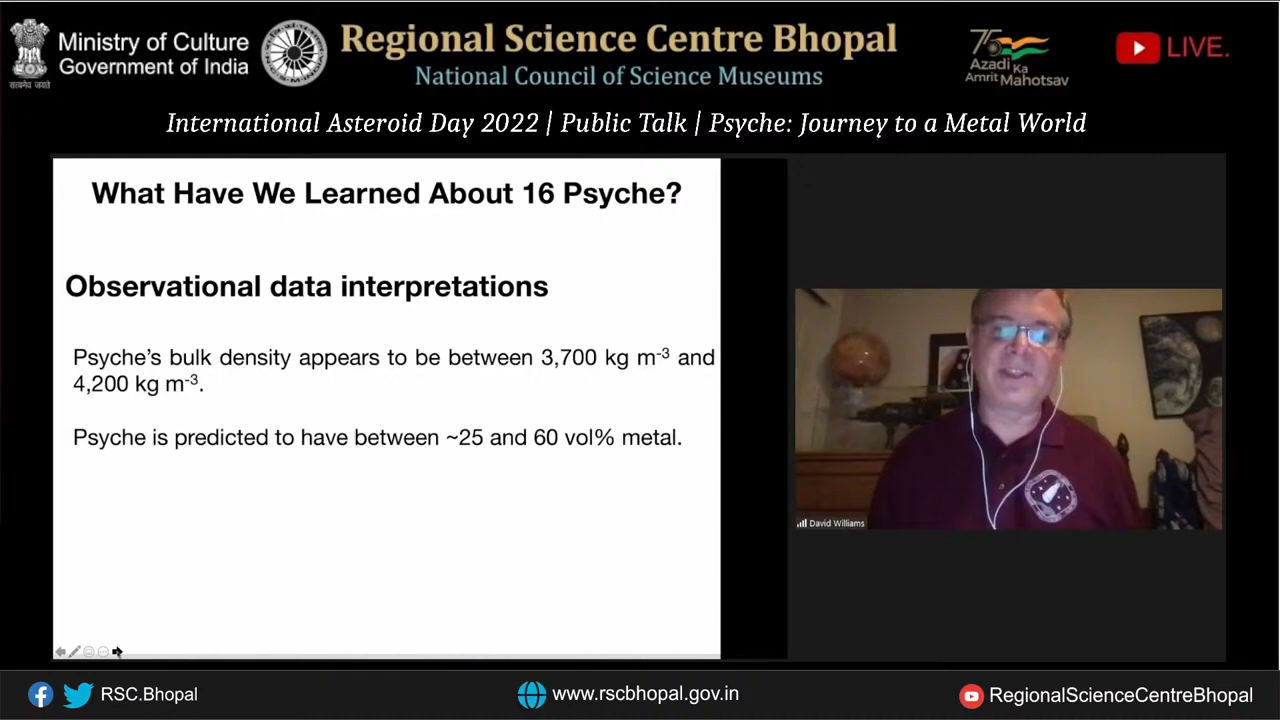 Ministry of Culture
Government of India
सत्यमेव जयते
Regional Science Centre Bhopal
National Council of Science Museums
75
Azadi Ka
Amrit Mahotsav
LIVE.
International Asteroid Day 2022 | Public Talk | Psyche: Journey to a Metal World
What Have We Learned About 16 Psyche?
Observational data interpretations
Psyche's bulk density appears to be between 3,700 kg m-3 and
4,200 kg m-3.
Psyche is predicted to have between ~25 and 60 vol% metal.
David Williams
RSC.Bhopal
www.rscbhopal.gov.in
RegionalScienceCentreBhopal